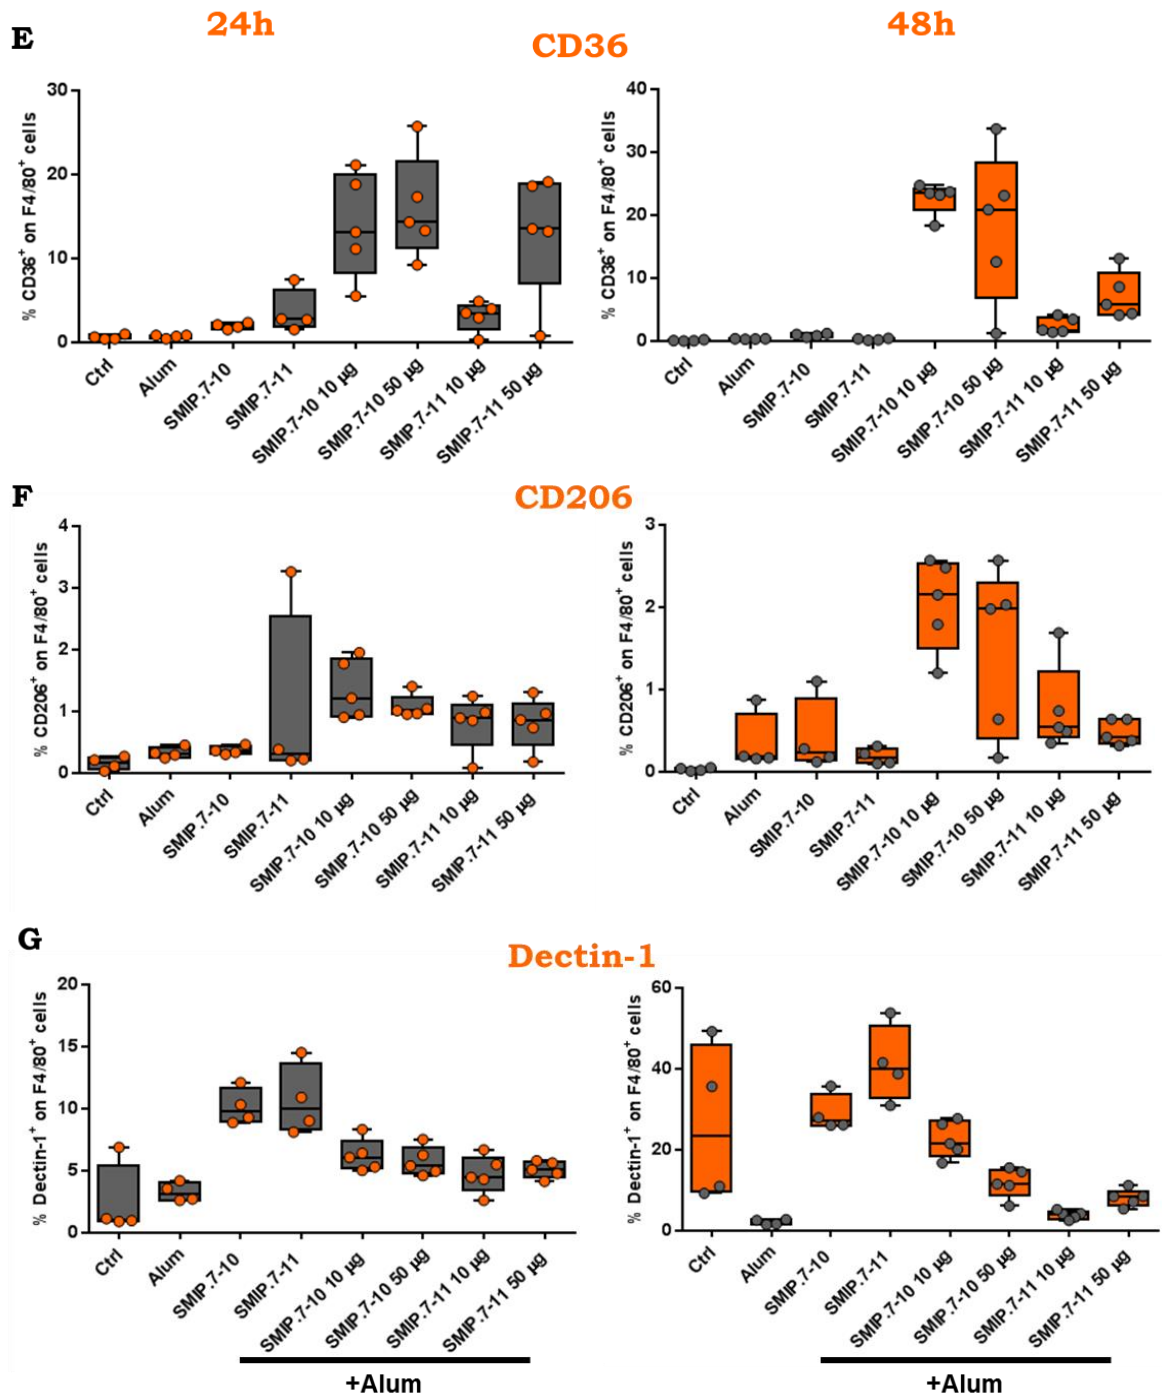 24h
48h
E
CD36
30
20
10
0
% CD36+ on F4/80+ cells
Ctrl
Alum
SMIP.7-10
SMIP.7-11
SMIP.7-10 10 µg
SMIP.7-10 50 µg
SMIP.7-11 10 µg
SMIP.7-11 50 µg
40
30
20
10
0
% CD36+ on F4/80+ cells
Ctrl
Alum
SMIP.7-10
SMIP.7-11
SMIP.7-10 10 µg
SMIP.7-10 50 µg
SMIP.7-11 10 µg
SMIP.7-11 50 µg
F
CD206
4
3
2
1
0
% CD206+ on F4/80+ cells
Ctrl
Alum
SMIP.7-10
SMIP.7-11
SMIP.7-10 10 µg
SMIP.7-10 50 µg
SMIP.7-11 10 µg
SMIP.7-11 50 µg
3
2
1
0
% CD206+ on F4/80+ cells
Ctrl
Alum
SMIP.7-10
SMIP.7-11
SMIP.7-10 10 µg
SMIP.7-10 50 µg
SMIP.7-11 10 µg
SMIP.7-11 50 µg
G
Dectin-1
20
15
10
5
0
% Dectin-1+ on F4/80+ cells
Ctrl
Alum
SMIP.7-10
SMIP.7-11
SMIP.7-10 10 µg
SMIP.7-10 50 µg
SMIP.7-11 10 µg
SMIP.7-11 50 µg
+Alum
60
40
20
0
% Dectin-1+ on F4/80+ cells
Ctrl
Alum
SMIP.7-10
SMIP.7-11
SMIP.7-10 10 µg
SMIP.7-10 50 µg
SMIP.7-11 10 µg
SMIP.7-11 50 µg
+Alum